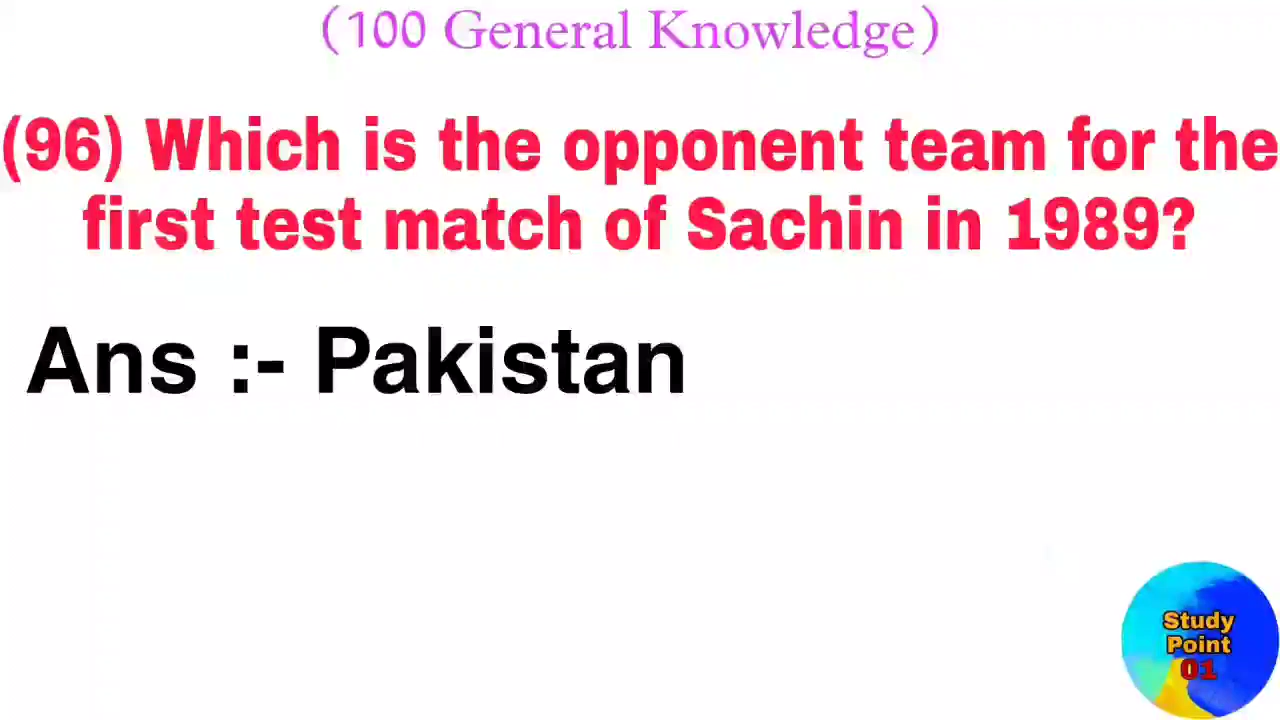 (100 General Knowledge)
(96) Which is the opponent team for the
first test match of Sachin in 1989?
Ans :- Pakistan
Study
Point
01